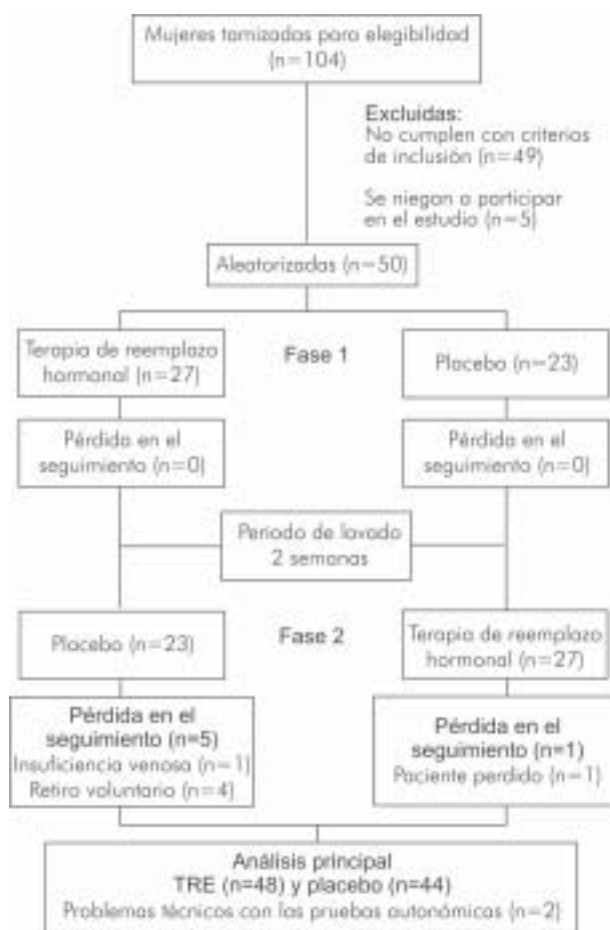 Mujeres tamizadas para elegibilidad
(n=104)
Excluidas:
No cumplen con criterios
de inclusión (n=49)
Se niegan a participar
en el estudio (n=5)
Aleatorizadas (n=50)
Terapia de reemplazo
hormonal (n=27)
Fase 1
Placebo (n=23)
Pérdida en el
seguimiento (n=0)
Pérdida en el
seguimiento (n=0)
Periodo de lavado
2 semanas
Placebo (n=23)
Fase 2
Terapia de reemplazo
hormonal (n=27)
Pérdida en el
seguimiento (n=5)
Insuficiencia venosa (n=1)
Retiro voluntario (n=4)
Pérdida en el
seguimiento (n=1)
Paciente perdido (n=1)
Análisis principal
TRE (n=48) y placebo (n=44)
Problemas técnicos con las pruebas autonómicas (n=2)